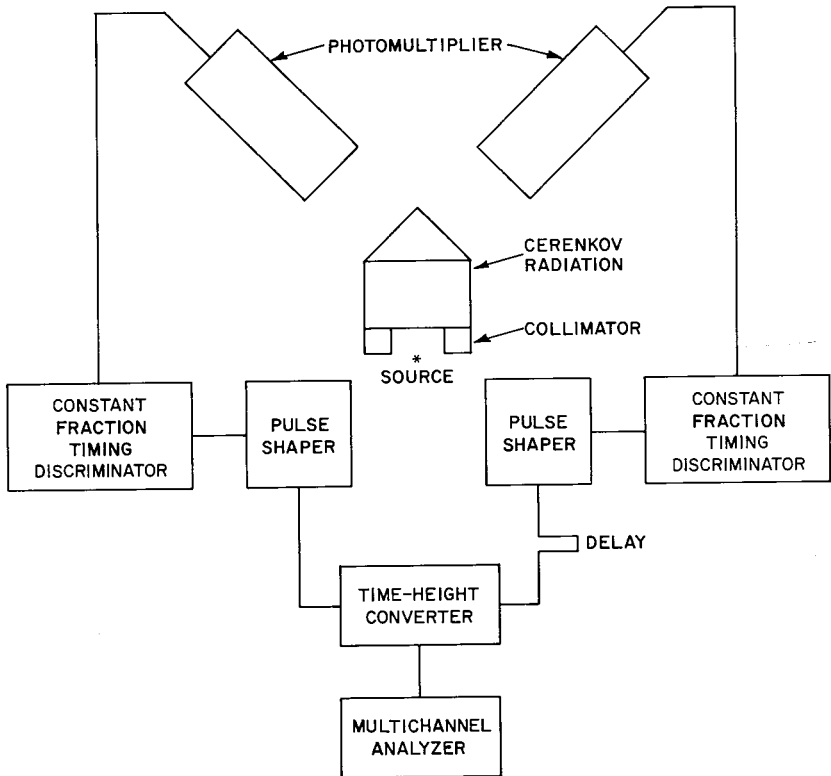 PHOTOMULTIPLIER
CERENKOV
RADIATION
COLLIMATOR
*
SOURCE
CONSTANT
FRACTION
TIMING
DISCRIMINATOR
PULSE
SHAPER
PULSE
SHAPER
CONSTANT
FRACTION
TIMING
DISCRIMINATOR
DELAY
TIME-HEIGHT
CONVERTER
MULTICHANNEL
ANALYZER